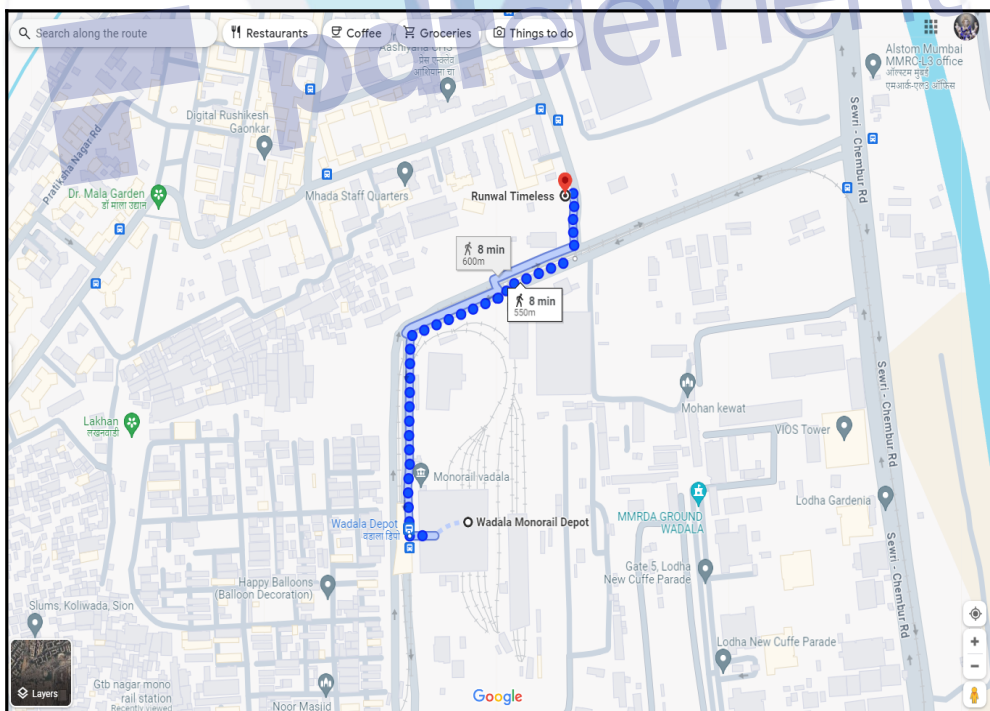 Search along the route
Restaurants
Coffee
Groceries
Things to do
Alstom Mumbai
MMRC-L3 office
ऑल्स्टम मुंबई
एमआर्क-एल3 ऑफिस
Digital Rushikesh
Gaonkar
Pratiksha Nagar Rd
Dr. Mala Garden
डॉ माला उद्यान
Mhada Staff Quarters
Runwal Timeless
Sewri - Chembur Rd
8 min
600m
8 min
550m
Mohan kewat
Sewri - Chembur Rd
Lakhan
लखनवाडी
VIOS Tower
Monorail vadala
Lodha Gardenia
MMRDA GROUND
WADALA
Wadala Depot
वडाला डिपो
Wadala Monorail Depot
Sewri - Chembur Rd
Gate 5, Lodha
New Cuffe Parade
Happy Balloons
(Balloon Decoration)
Slums, Koliwada, Sion
Lodha New Cuffe Parade
Layers
Gtb nagar mono
rail station
Recently viewed
Noor Masjid
Google